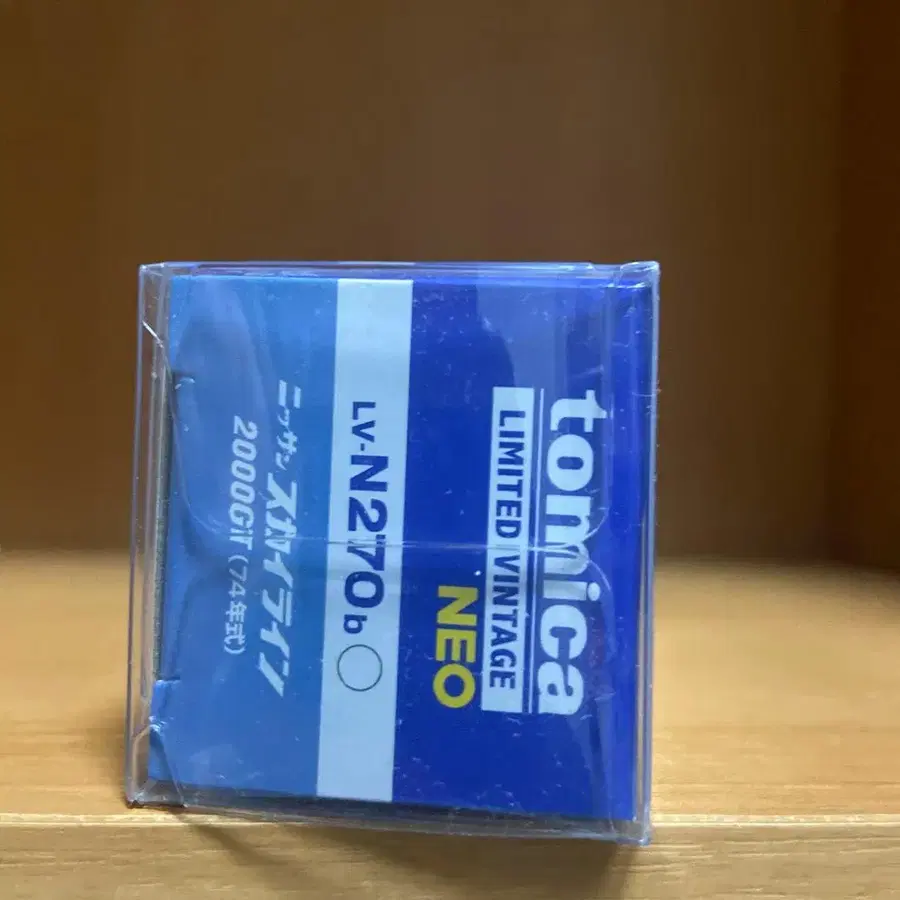 tomica
LIMITED VINTAGE
NEO
LV-N270b
ニッサン スカイライン
2000GT (74年式)